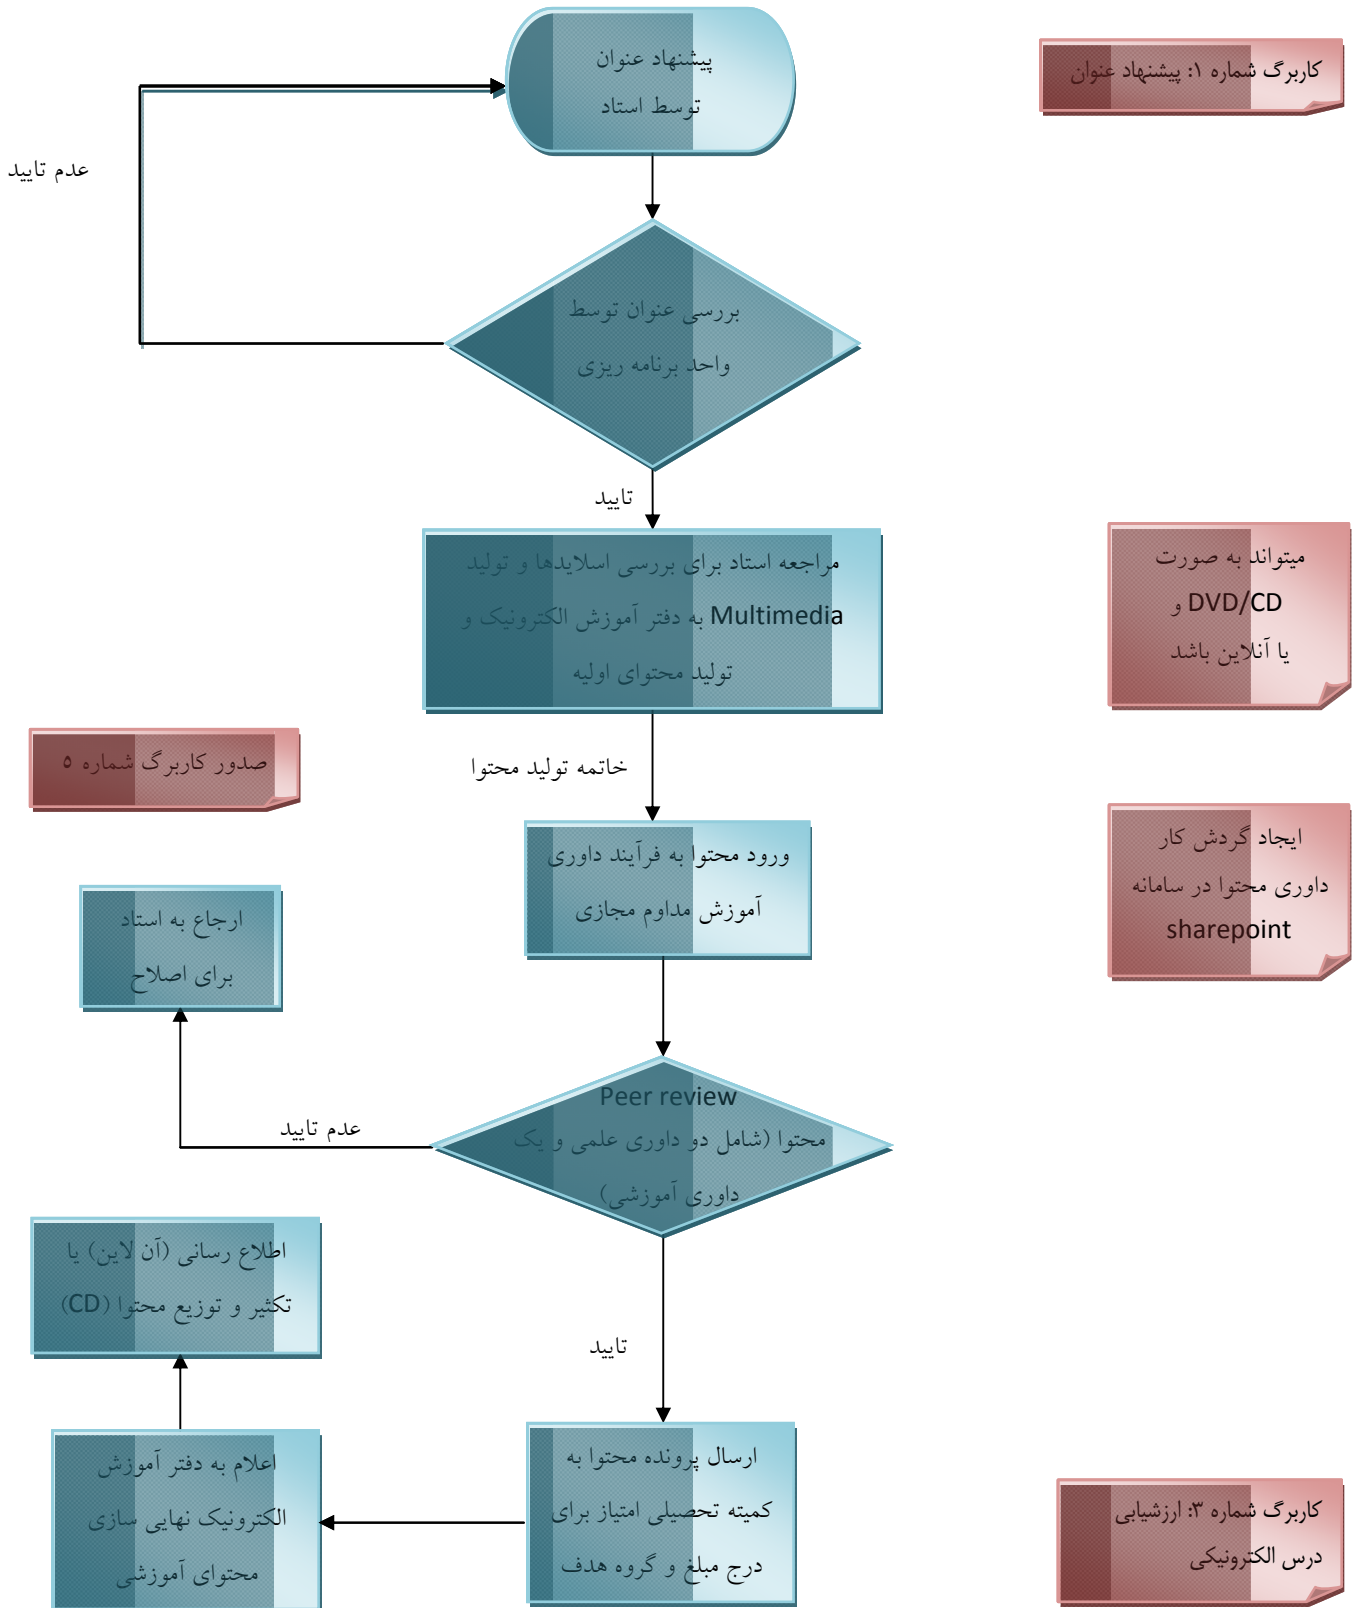 پیشنهاد عنوان
توسط استاد
کاربرگ شماره ۱: پیشنهاد عنوان
عدم تایید
بررسی عنوان توسط
واحد برنامه ریزی
تایید
مراجعه استاد برای بررسی اسلایدها و تولید
Multimedia به دفتر آموزش الکترونیک و
تولید محتوای اولیه
میتواند به صورت
DVD/CD و
یا آنلاین باشد
صدور کاربرگ شماره ۵
خاتمه تولید محتوا
ورود محتوا به فرآیند داوری
آموزش مداوم مجازی
ایجاد گردش کار
داوری محتوا در سامانه
sharepoint
ارجاع به استاد
برای اصلاح
Peer review
محتوا (شامل دو داوری علمی و یک
داوری آموزشی)
عدم تایید
اطلاع رسانی (آن لاین) یا
تکثیر و توزیع محتوا (CD)
تایید
ارسال پرونده محتوا به
کمیته تحصیلی امتیاز برای
درج مبلغ و گروه هدف
اعلام به دفتر آموزش
الکترونیک نهایی سازی
محتوای آموزشی
کاربرگ شماره ۳: ارزشیابی
درس الکترونیکی